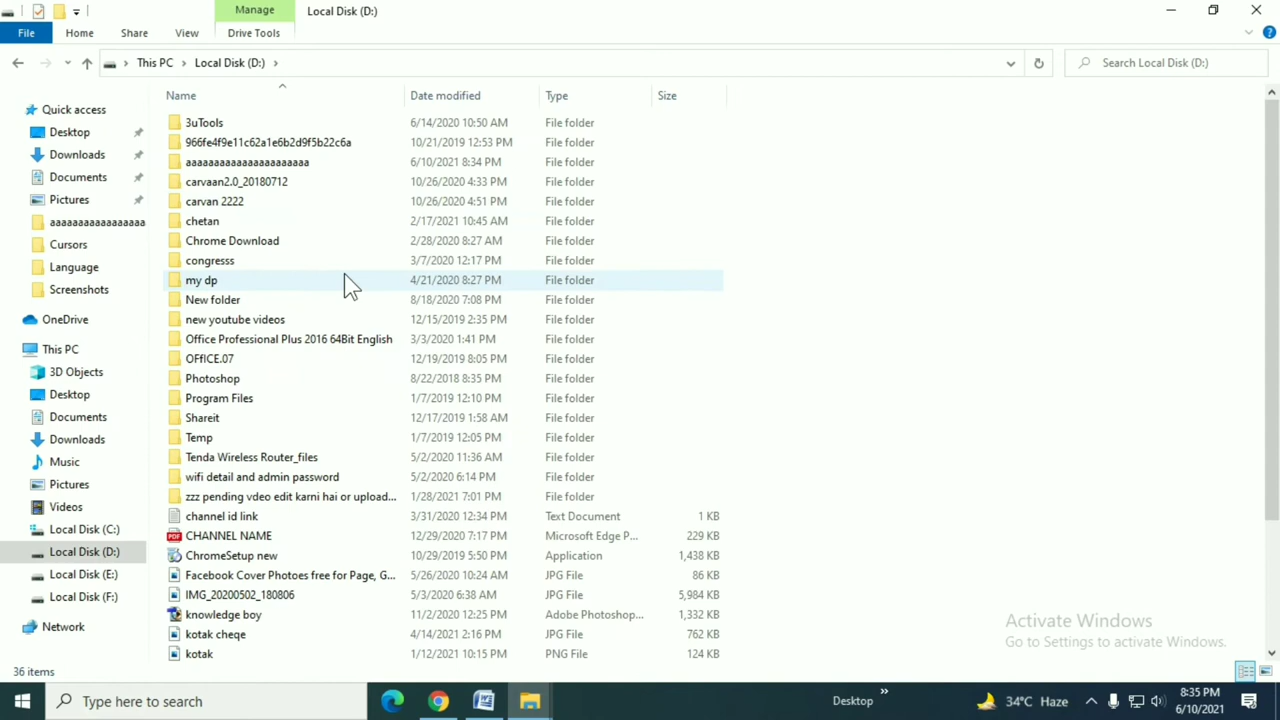 Manage
Local Disk (D:)
File
Home
Share
View
Drive Tools
This PC
Local Disk (D:)
Search Local Disk (D:)
Quick access
Desktop
Downloads
Documents
Pictures
aaaaaaaaaaaaaaaaa
Cursors
Language
Screenshots
OneDrive
This PC
3D Objects
Desktop
Documents
Downloads
Music
Pictures
Videos
Local Disk (C:)
Local Disk (D:)
Local Disk (E:)
Local Disk (F:)
Network
Name Date modified Type Size
3uTools 6/14/2020 10:50 AM File folder
966fe4f9e11c62a1e6b2d9f5b22c6a 10/21/2019 12:53 PM File folder
aaaaaaaaaaaaaaaaaaaaaa 6/10/2021 8:34 PM File folder
carvaan2.0_20180712 10/26/2020 4:33 PM File folder
carvan 2222 10/26/2020 4:51 PM File folder
chetan 2/17/2021 10:45 AM File folder
Chrome Download 2/28/2020 8:27 AM File folder
congresss 3/7/2020 12:17 PM File folder
my dp 4/21/2020 8:27 PM File folder
New folder 8/18/2020 7:08 PM File folder
new youtube videos 12/15/2019 2:35 PM File folder
Office Professional Plus 2016 64Bit English 3/3/2020 1:41 PM File folder
OFfICE.07 12/19/2019 8:05 PM File folder
Photoshop 8/22/2018 8:35 PM File folder
Program Files 1/7/2019 12:10 PM File folder
Shareit 12/17/2019 1:58 AM File folder
Temp 1/7/2019 12:05 PM File folder
Tenda Wireless Router_files 5/2/2020 11:36 AM File folder
wifi detail and admin password 5/2/2020 6:14 PM File folder
zzz pending vdeo edit karni hai or upload... 1/28/2021 7:01 PM File folder
channel id link 3/31/2020 12:34 PM Text Document 1 KB
CHANNEL NAME 12/29/2020 7:17 PM Microsoft Edge P... 229 KB
ChromeSetup new 10/29/2019 5:50 PM Application 1,438 KB
Facebook Cover Photoes free for Page, G... 5/26/2020 10:24 AM JPG File 86 KB
IMG_20200502_180806 5/3/2020 6:38 AM JPG File 5,984 KB
knowledge boy 11/2/2020 12:25 PM Adobe Photoshop... 1,332 KB
kotak cheqe 4/14/2021 2:16 PM JPG File 762 KB
kotak 1/12/2021 10:15 PM PNG File 124 KB
Activate Windows
Go to Settings to activate Windows.
36 items
Type here to search
Desktop
34°C Haze
8:35 PM
6/10/2021